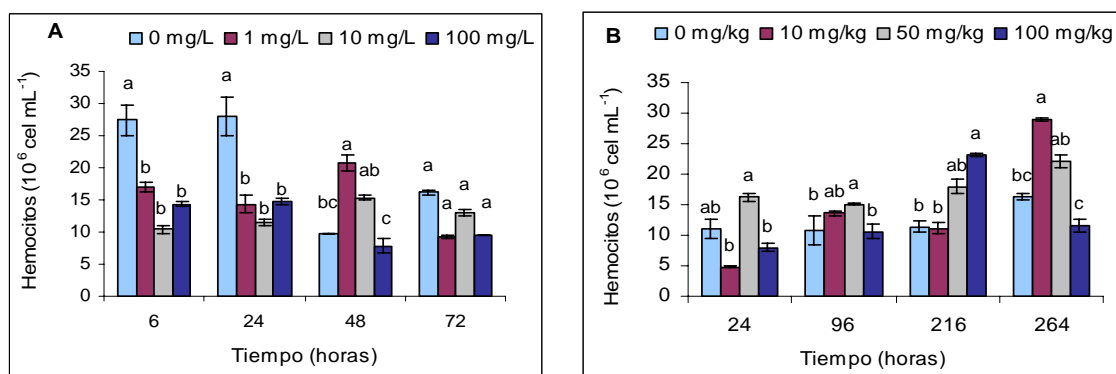 A
0 mg/L 1 mg/L 10 mg/L 100 mg/L
Hemocitos (10⁶ cel mL⁻¹)
35
30
25
20
15
10
5
0
a b b b
a b b b
bc a ab c
a a a a
6 24 48 72
Tiempo (horas)
B
0 mg/kg 10 mg/kg 50 mg/kg 100 mg/kg
Hemocitos (10⁶ cel mL⁻¹)
35
30
25
20
15
10
5
0
ab b a b
b ab a b
b b ab a
bc a ab c
24 96 216 264
Tiempo (horas)